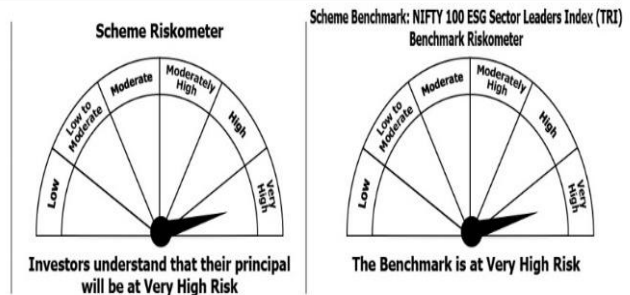 Scheme Riskometer
Low
Low to
Moderate
Moderate
Moderately
High
High
Very
High
Investors understand that their principal
will be at Very High Risk
Scheme Benchmark: NIFTY 100 ESG Sector Leaders Index (TRI)
Benchmark Riskometer
Low
Low to
Moderate
Moderate
Moderately
High
High
Very
High
The Benchmark is at Very High Risk